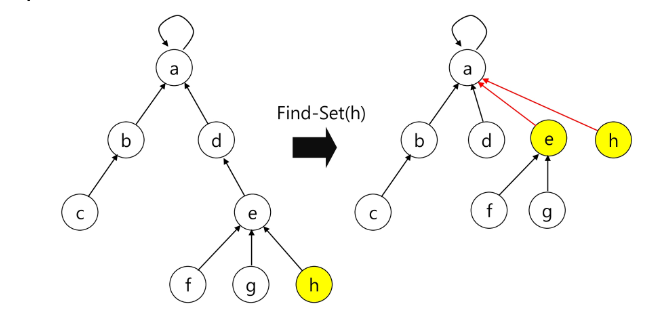 a a
Find-Set(h)
b d b d e h
c e c f g
f g h